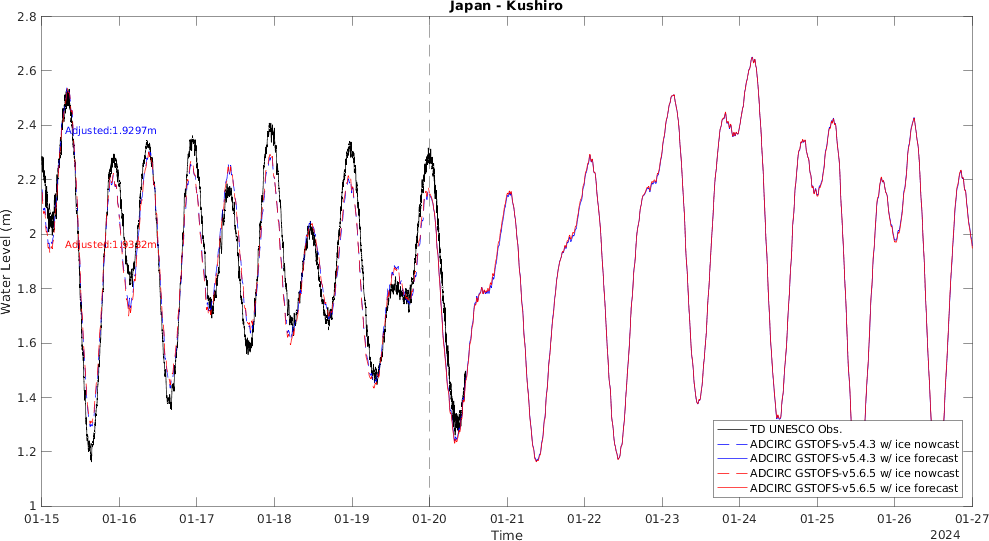 Japan - Kushiro
Water Level (m)
2.8
2.6
2.4
2.2
2
1.8
1.6
1.4
1.2
1
Adjusted:1.9297m
TD UNESCO Obs.
ADCIRC GSTOFS-v5.4.3 w/ ice nowcast
ADCIRC GSTOFS-v5.4.3 w/ ice forecast
ADCIRC GSTOFS-v5.6.5 w/ ice nowcast
ADCIRC GSTOFS-v5.6.5 w/ ice forecast
01-15 01-16 01-17 01-18 01-19 01-20 01-21 01-22 01-23 01-24 01-25 01-26 01-27
Time
2024